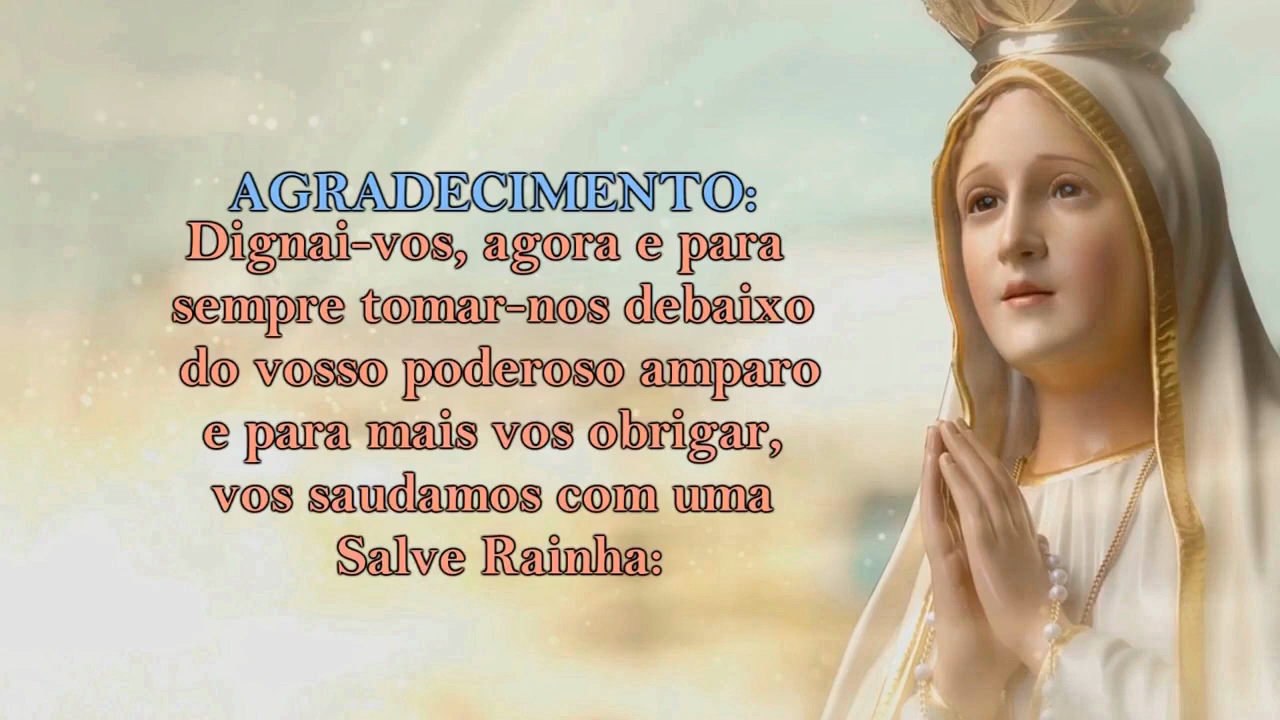 AGRADECIMENTO:
Dignai-vos, agora e para
sempre tomar-nos debaixo
do vosso poderoso amparo
e para mais vos obrigar,
vos saudamos com uma
Salve Rainha: